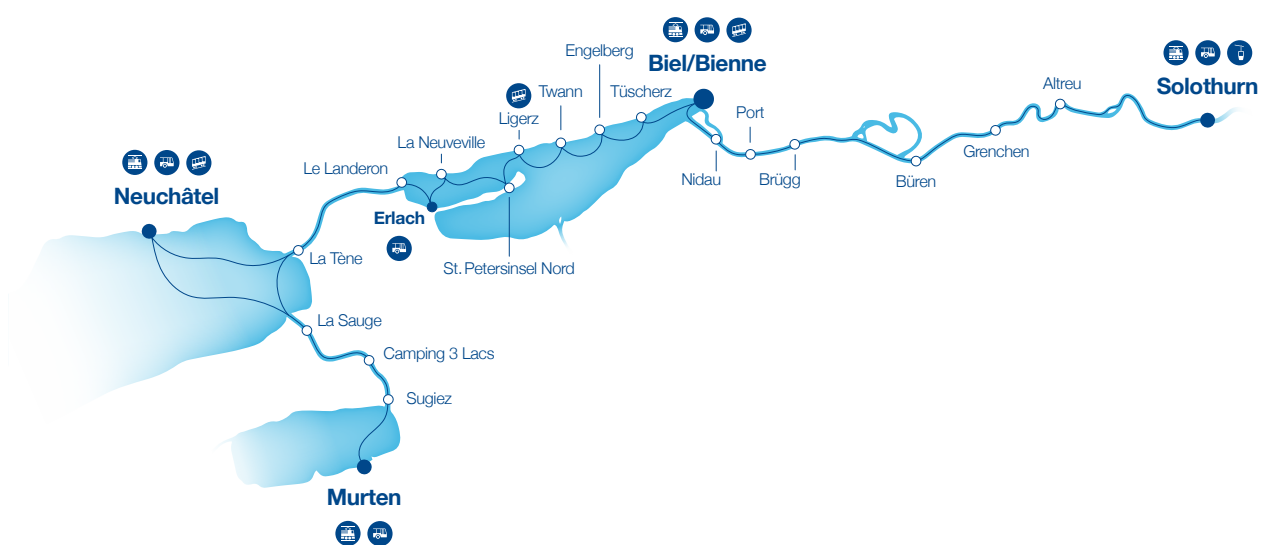 Engelberg
Biel/Bienne
Solothurn
Twann
Tüscherz
Altreu
Ligerz
Port
La Neuveville
Grenchen
Le Landeron
Nidau
Brügg
Büren
Neuchâtel
Erlach
La Tène
St. Petersinsel Nord
La Sauge
Camping 3 Lacs
Sugiez
Murten